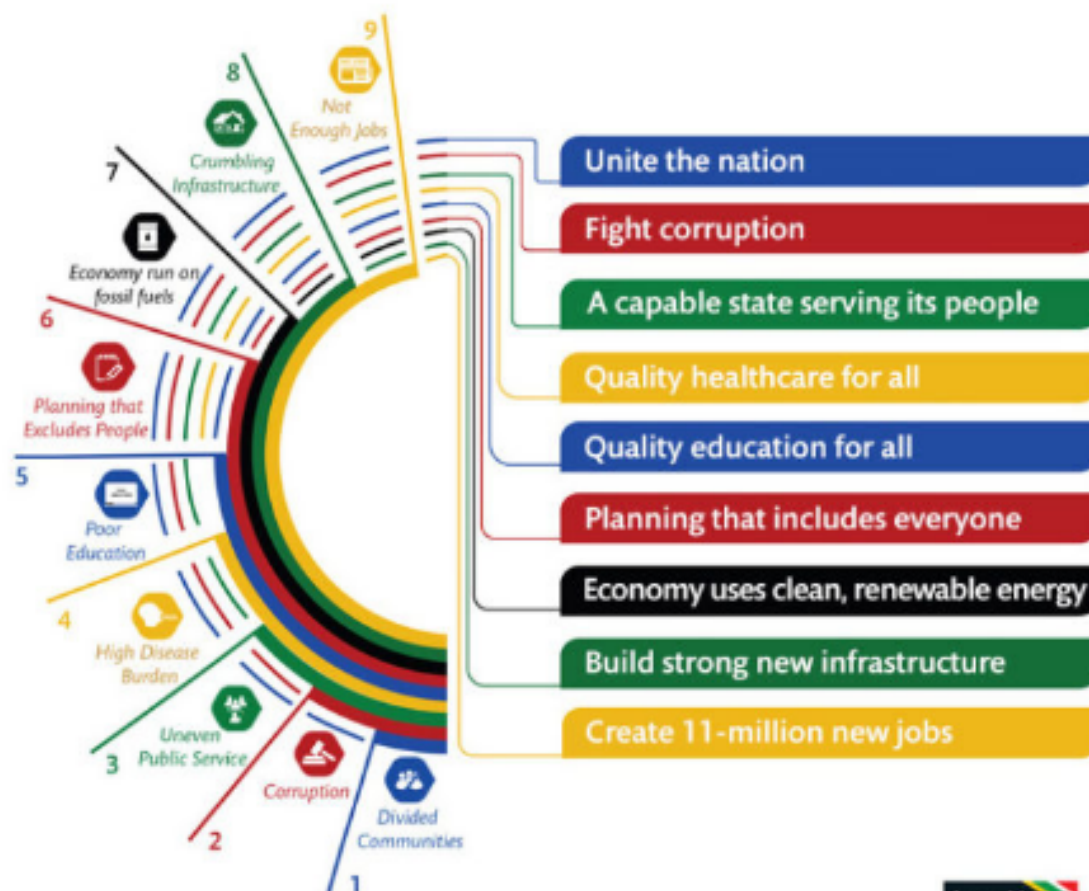 9
Not
Enough Jobs
8
Crumbling
Infrastructure
7
Economy run on
fossil fuels
6
Planning that
Excludes People
5
Poor
Education
4
High Disease
Burden
3
Uneven
Public Service
2
Corruption
1
Divided
Communities
Unite the nation
Fight corruption
A capable state serving its people
Quality healthcare for all
Quality education for all
Planning that includes everyone
Economy uses clean, renewable energy
Build strong new infrastructure
Create 11-million new jobs